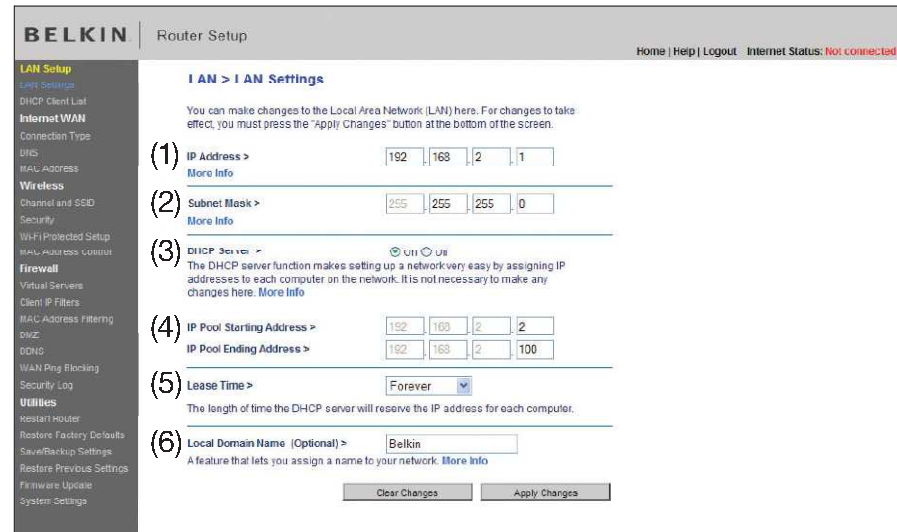 BELKIN Router Setup
Home | Help | Logout Internet Status: Not connected
LAN Setup
LAN Settings
DHCP Client List
Internet WAN
Connection Type
DNS
MAC Address
Wireless
Channel and SSID
Security
Wi-Fi Protected Setup
MAC Address Control
Firewall
Virtual Servers
Client IP Filters
MAC Address Filtering
DMZ
DDNS
WAN Ping Blocking
Security Log
Utilities
Restart Router
Restore Factory Defaults
Save/Backup Settings
Restore Previous Settings
Firmware Update
System Settings
LAN > LAN Settings
You can make changes to the Local Area Network (LAN) here. For changes to take
effect, you must press the "Apply Changes" button at the bottom of the screen.
(1) IP Address > 192 . 168 . 2 . 1
More Info
(2) Subnet Mask > 255 . 255 . 255 . 0
More Info
(3) DHCP Server > On Off
The DHCP server function makes setting up a network very easy by assigning IP
addresses to each computer on the network. It is not necessary to make any
changes here. More Info
(4) IP Pool Starting Address > 192 . 168 . 2 . 2
IP Pool Ending Address > 192 . 168 . 2 . 100
(5) Lease Time > Forever
The length of time the DHCP server will reserve the IP address for each computer.
(6) Local Domain Name (Optional) > Belkin
A feature that lets you assign a name to your network. More Info
Clear Changes Apply Changes